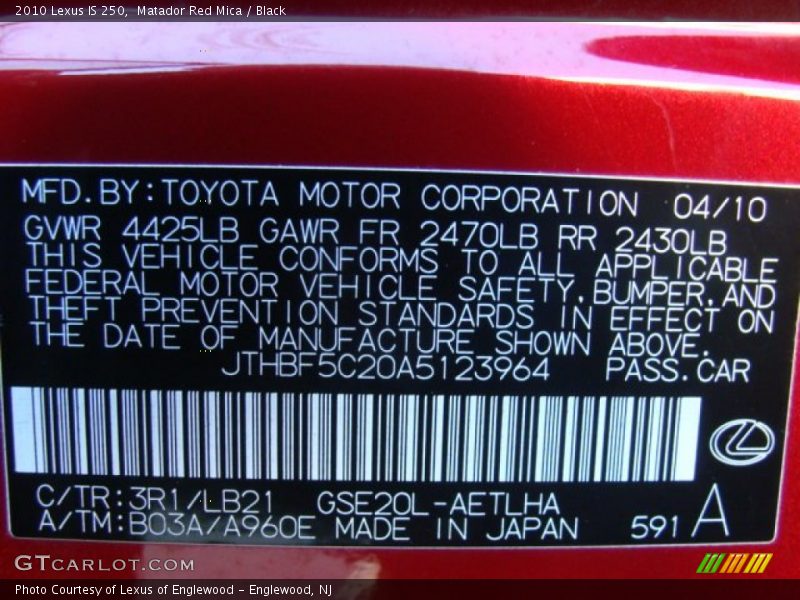 2010 Lexus IS 250,  Matador Red Mica / Black
MFD.BY:TOYOTA MOTOR CORPORATION 04/10
GVWR 4425LB GAWR FR 2470LB RR 2430LB
THIS VEHICLE CONFORMS TO ALL APPLICABLE
FEDERAL MOTOR VEHICLE SAFETY,BUMPER,AND
THEFT PREVENTION STANDARDS IN EFFECT ON
THE DATE OF MANUFACTURE SHOWN ABOVE.
JTHBF5C20A5123964 PASS.CAR
C/TR:3R1/LB21 GSE20L-AETLHA
A/TM:B03A/A960E MADE IN JAPAN 591 A
GTCARLOT.COM
Photo Courtesy of Lexus of Englewood - Englewood, NJ